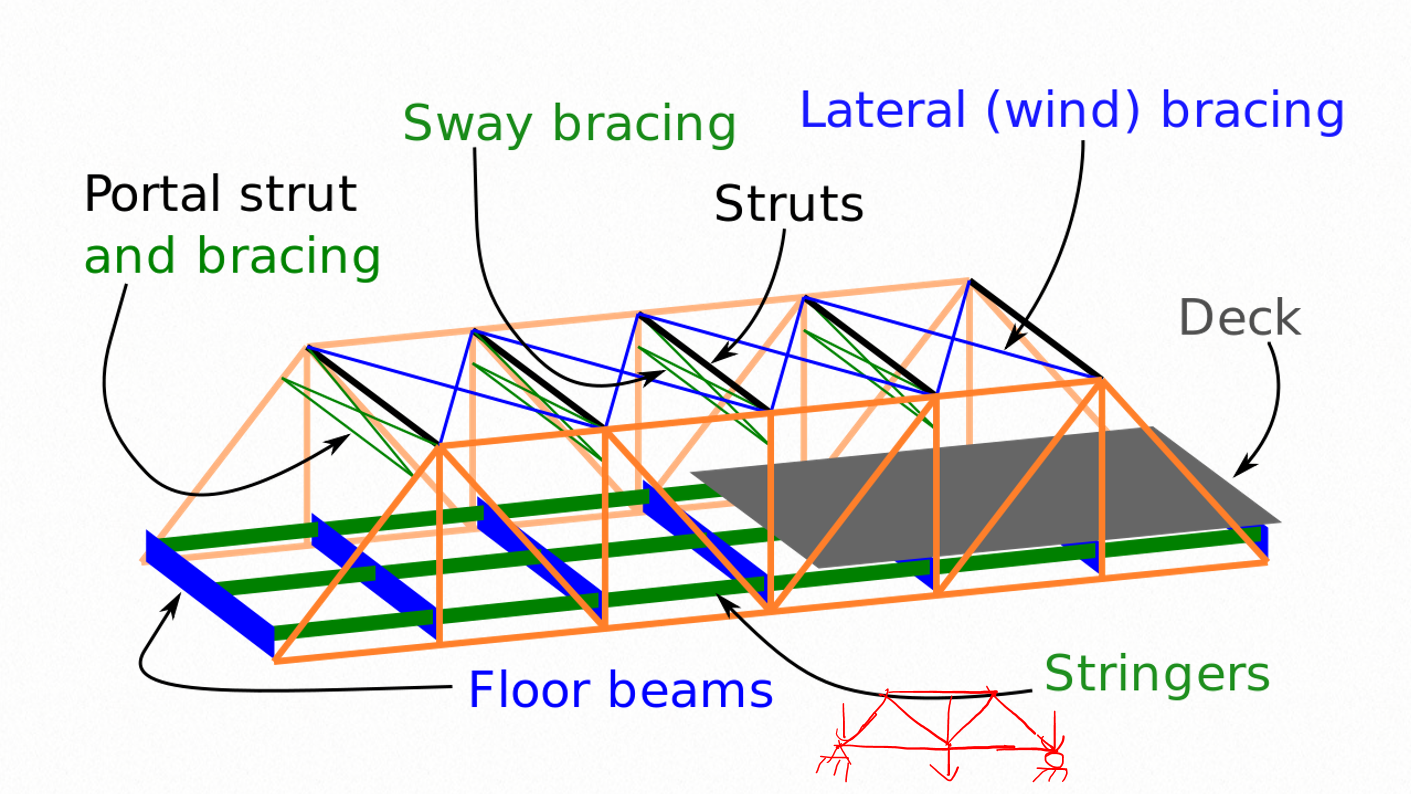 Sway bracing
Lateral (wind) bracing
Portal strut
and bracing
Struts
Deck
Floor beams
Stringers